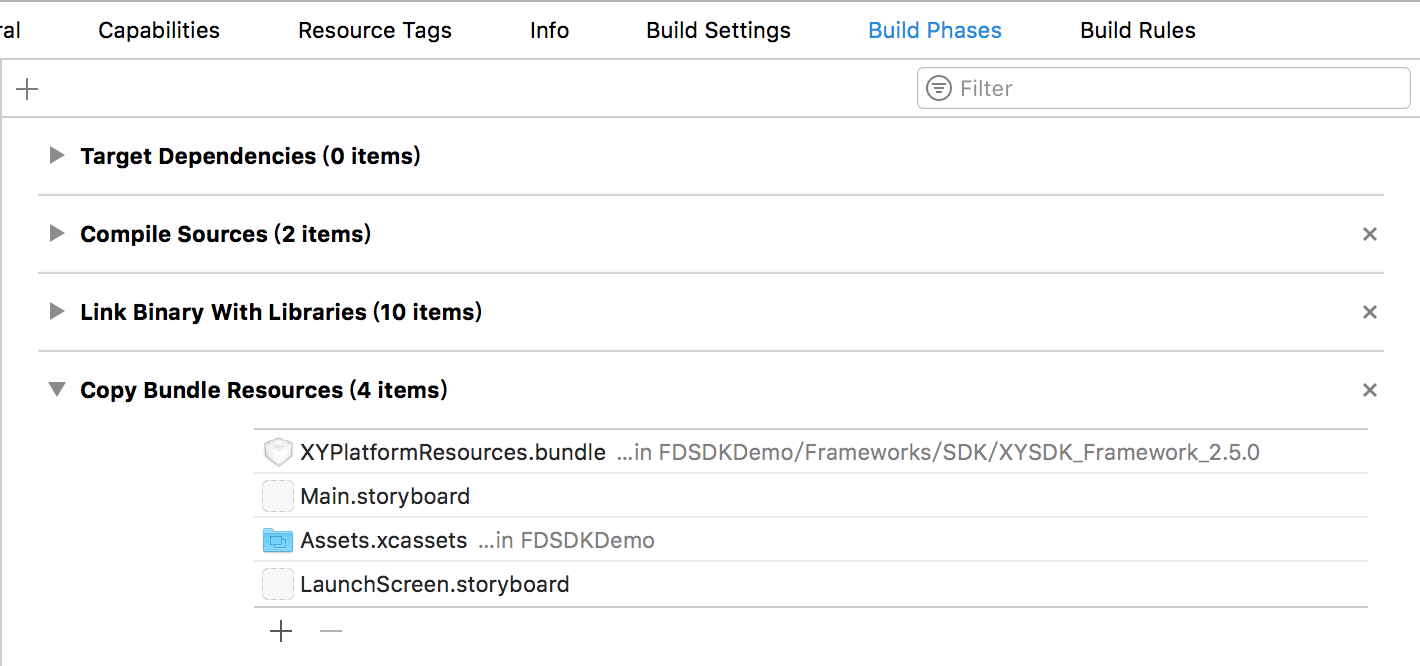 ral Capabilities Resource Tags Info Build Settings Build Phases Build Rules
Filter
Target Dependencies (0 items)
Compile Sources (2 items)
Link Binary With Libraries (10 items)
Copy Bundle Resources (4 items)
XYPlatformResources.bundle ...in FDSDKDemo/Frameworks/SDK/XYSDK_Framework_2.5.0
Main.storyboard
Assets.xcassets ...in FDSDKDemo
LaunchScreen.storyboard